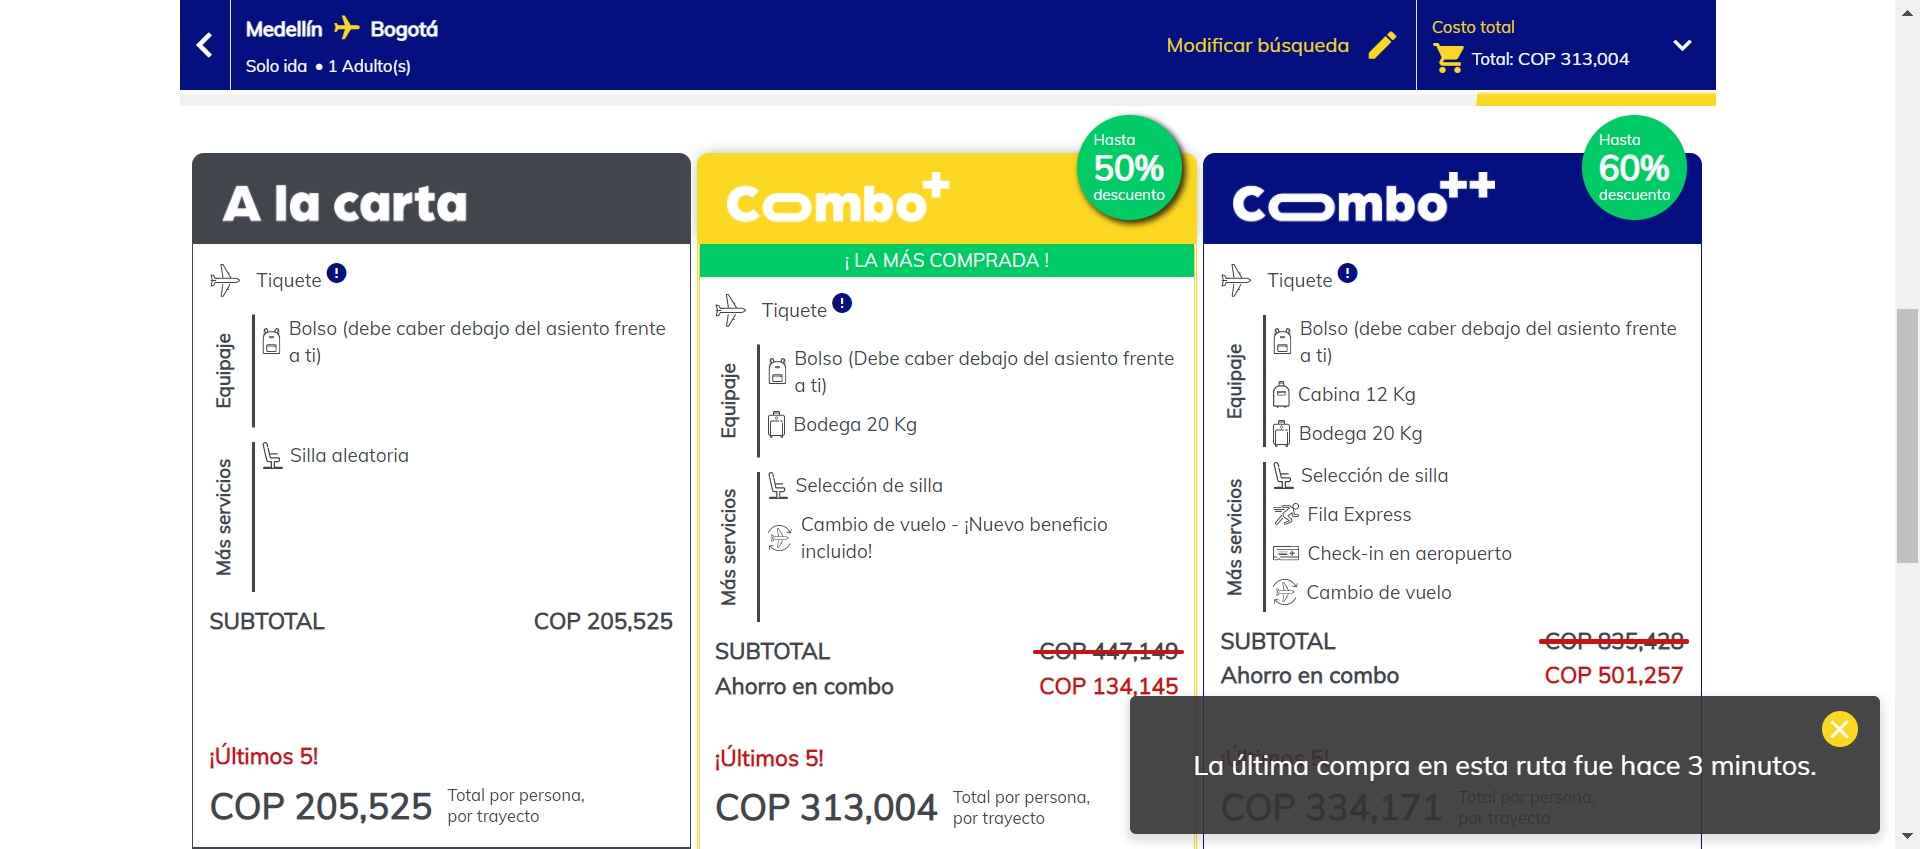 Medellín Bogotá
Solo ida • 1 Adulto(s)
Modificar búsqueda
Costo total
Total: COP 313,004
A la carta
Tiquete
Equipaje
Bolso (debe caber debajo del asiento frente
a ti)
Más servicios
Silla aleatoria
SUBTOTAL COP 205,525
¡Últimos 5!
COP 205,525
Total por persona,
por trayecto
Combo+
Hasta
50%
descuento
¡ LA MÁS COMPRADA !
Tiquete
Equipaje
Bolso (Debe caber debajo del asiento frente
a ti)
Bodega 20 Kg
Más servicios
Selección de silla
Cambio de vuelo - ¡Nuevo beneficio
incluido!
SUBTOTAL COP 447,149
Ahorro en combo COP 134,145
¡Últimos 5!
COP 313,004
Total por persona,
por trayecto
Combo++
Hasta
60%
descuento
Tiquete
Equipaje
Bolso (debe caber debajo del asiento frente
a ti)
Cabina 12 Kg
Bodega 20 Kg
Más servicios
Selección de silla
Fila Express
Check-in en aeropuerto
Cambio de vuelo
SUBTOTAL COP 835,428
Ahorro en combo COP 501,257
¡Últimos 5!
COP 334,171
Total por persona,
por trayecto
La última compra en esta ruta fue hace 3 minutos.